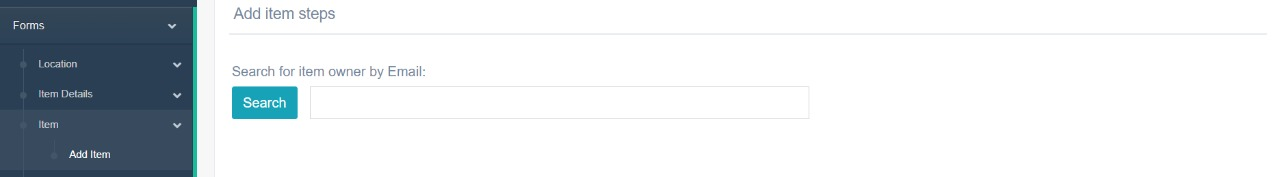 Forms
Location
Item Details
Item
Add Item
Add item steps
Search for item owner by Email:
Search